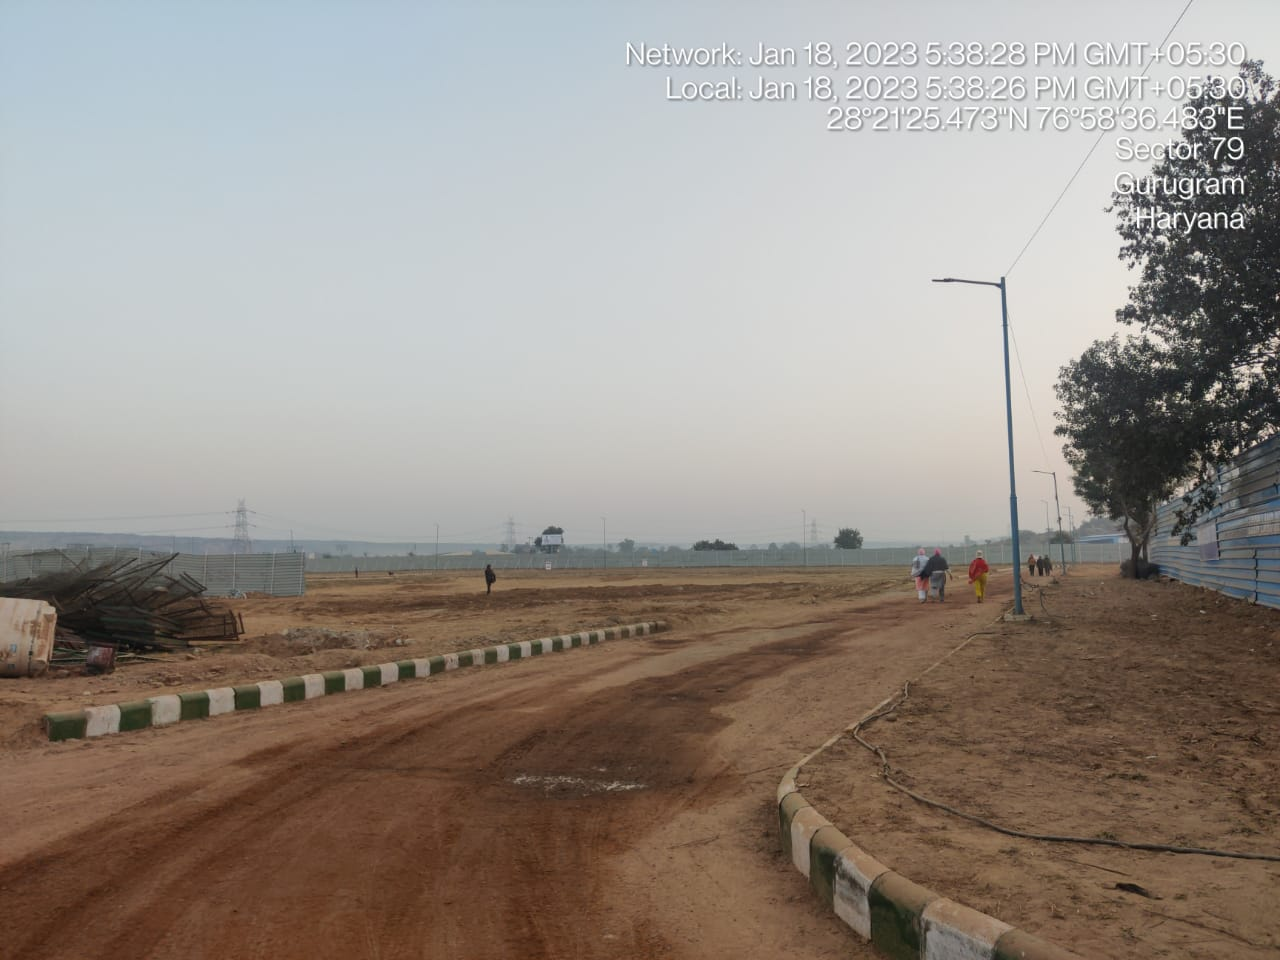 Network: Jan 18, 2023 5:38:28 PM GMT+05:30
Local: Jan 18, 2023 5:38:26 PM GMT+05:30
28°21'25.473"N 76°58'36.483"E
Sector 79
Gurugram
Haryana